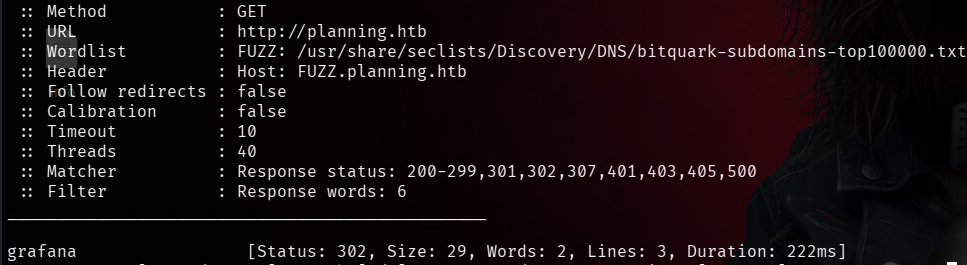 :: Method           : GET
:: URL              : http://planning.htb
:: Wordlist         : FUZZ: /usr/share/seclists/Discovery/DNS/bitquark-subdomains-top100000.txt
:: Header           : Host: FUZZ.planning.htb
:: Follow redirects : false
:: Calibration      : false
:: Timeout          : 10
:: Threads          : 40
:: Matcher          : Response status: 200-299,301,302,307,401,403,405,500
:: Filter           : Response words: 6
________________________________________________
grafana                 [Status: 302, Size: 29, Words: 2, Lines: 3, Duration: 222ms]